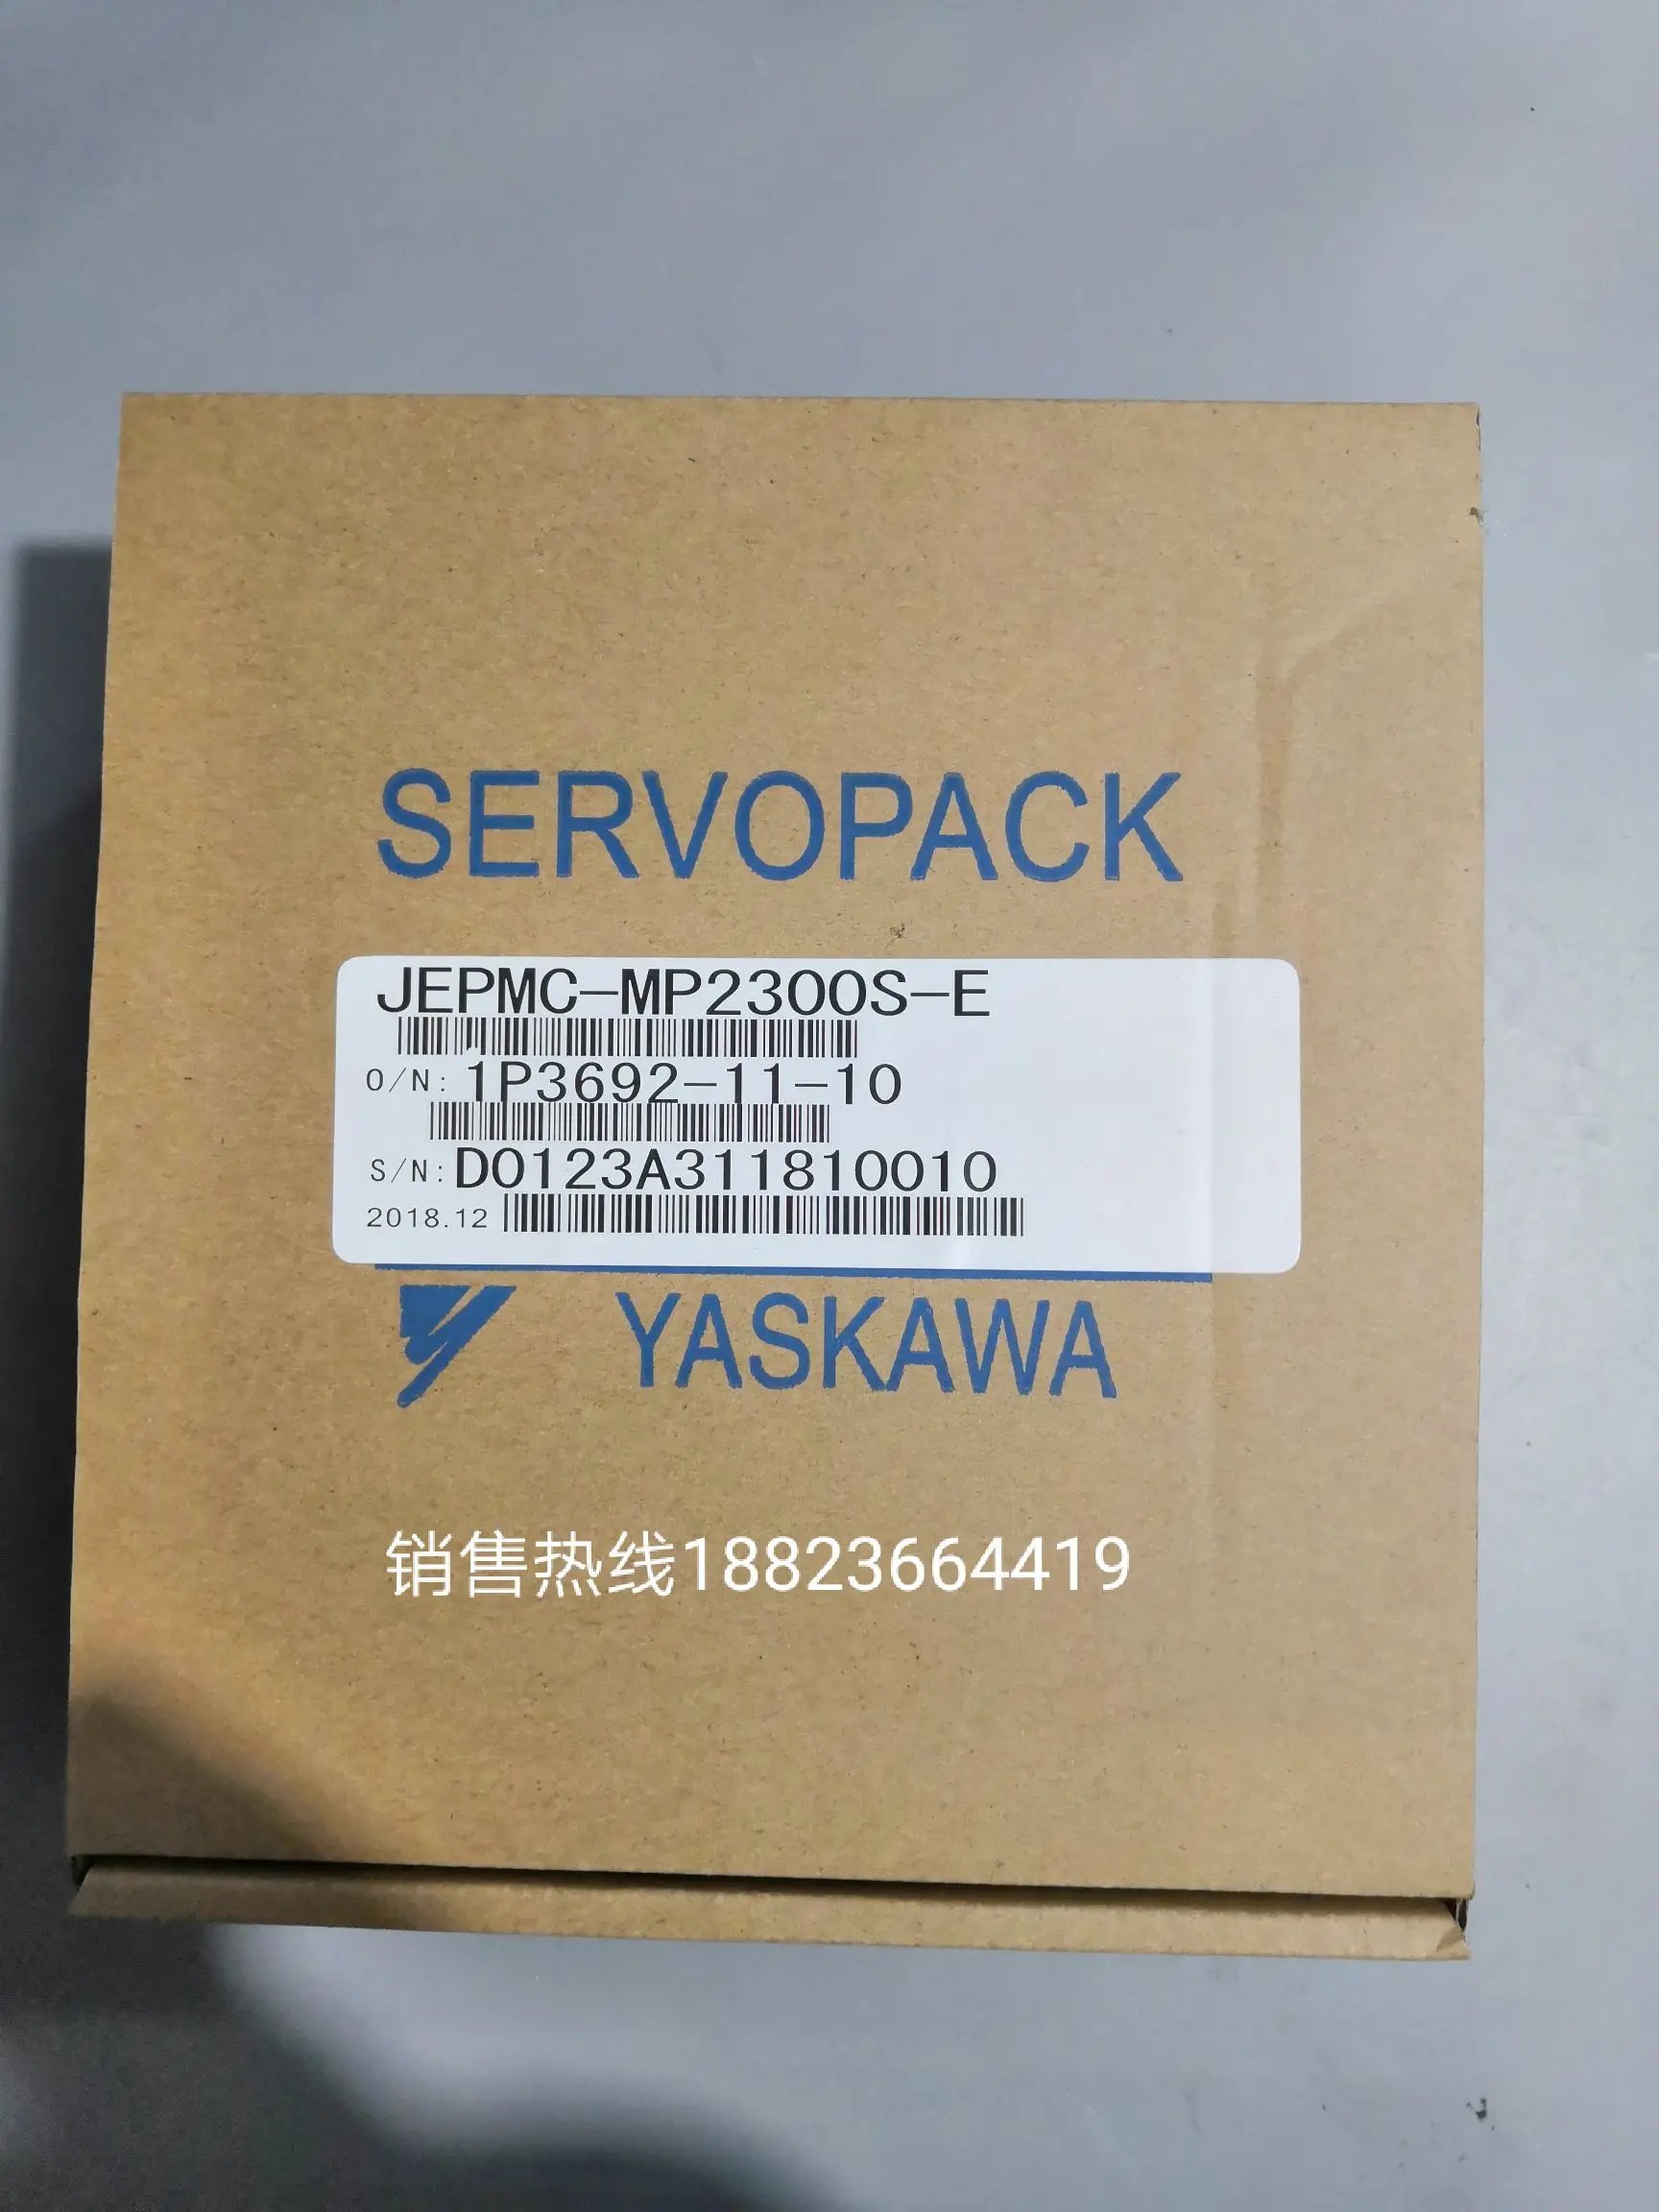 SERVOPACK
JEPMC-MP2300S-E
O/N: 1P3692-11-10
S/N: D0123A311810010
2018.12
YASKAWA
销售热线18823664419